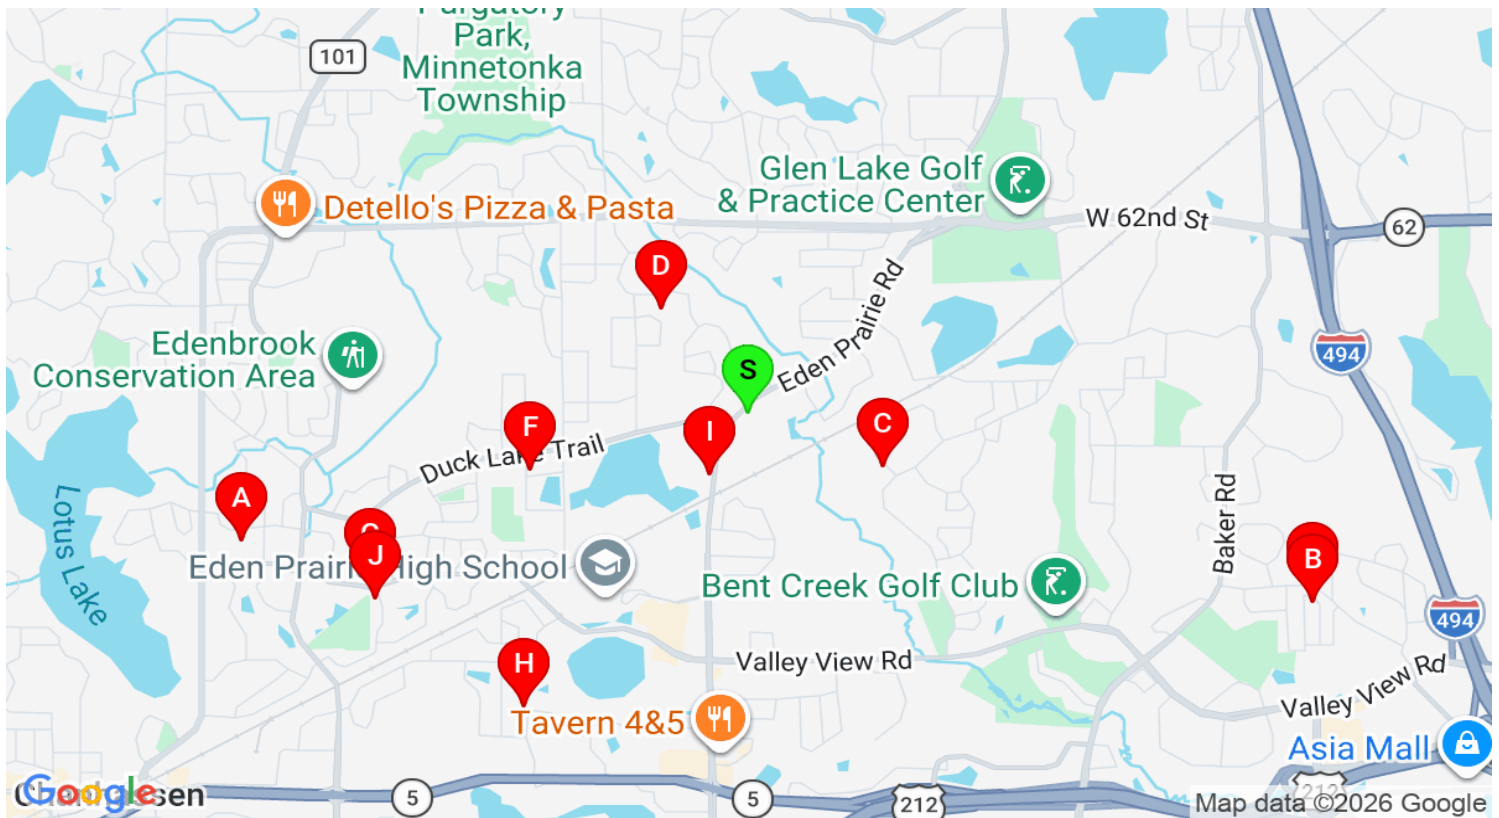 Purgatory
Park,
Minnetonka
Township
101
Glen Lake Golf
& Practice Center
Detello's Pizza & Pasta
W 62nd St
62
D
Eden Prairie Rd
Edenbrook
Conservation Area
494
S
F
I
C
Duck Lake Trail
A
Lotus Lake
Baker Rd
J
Eden Prairie High School
B
Bent Creek Golf Club
494
H
Valley View Rd
Valley View Rd
Tavern 4&5
Asia Mall
Google
5
5
212
212
Map data ©2026 Google